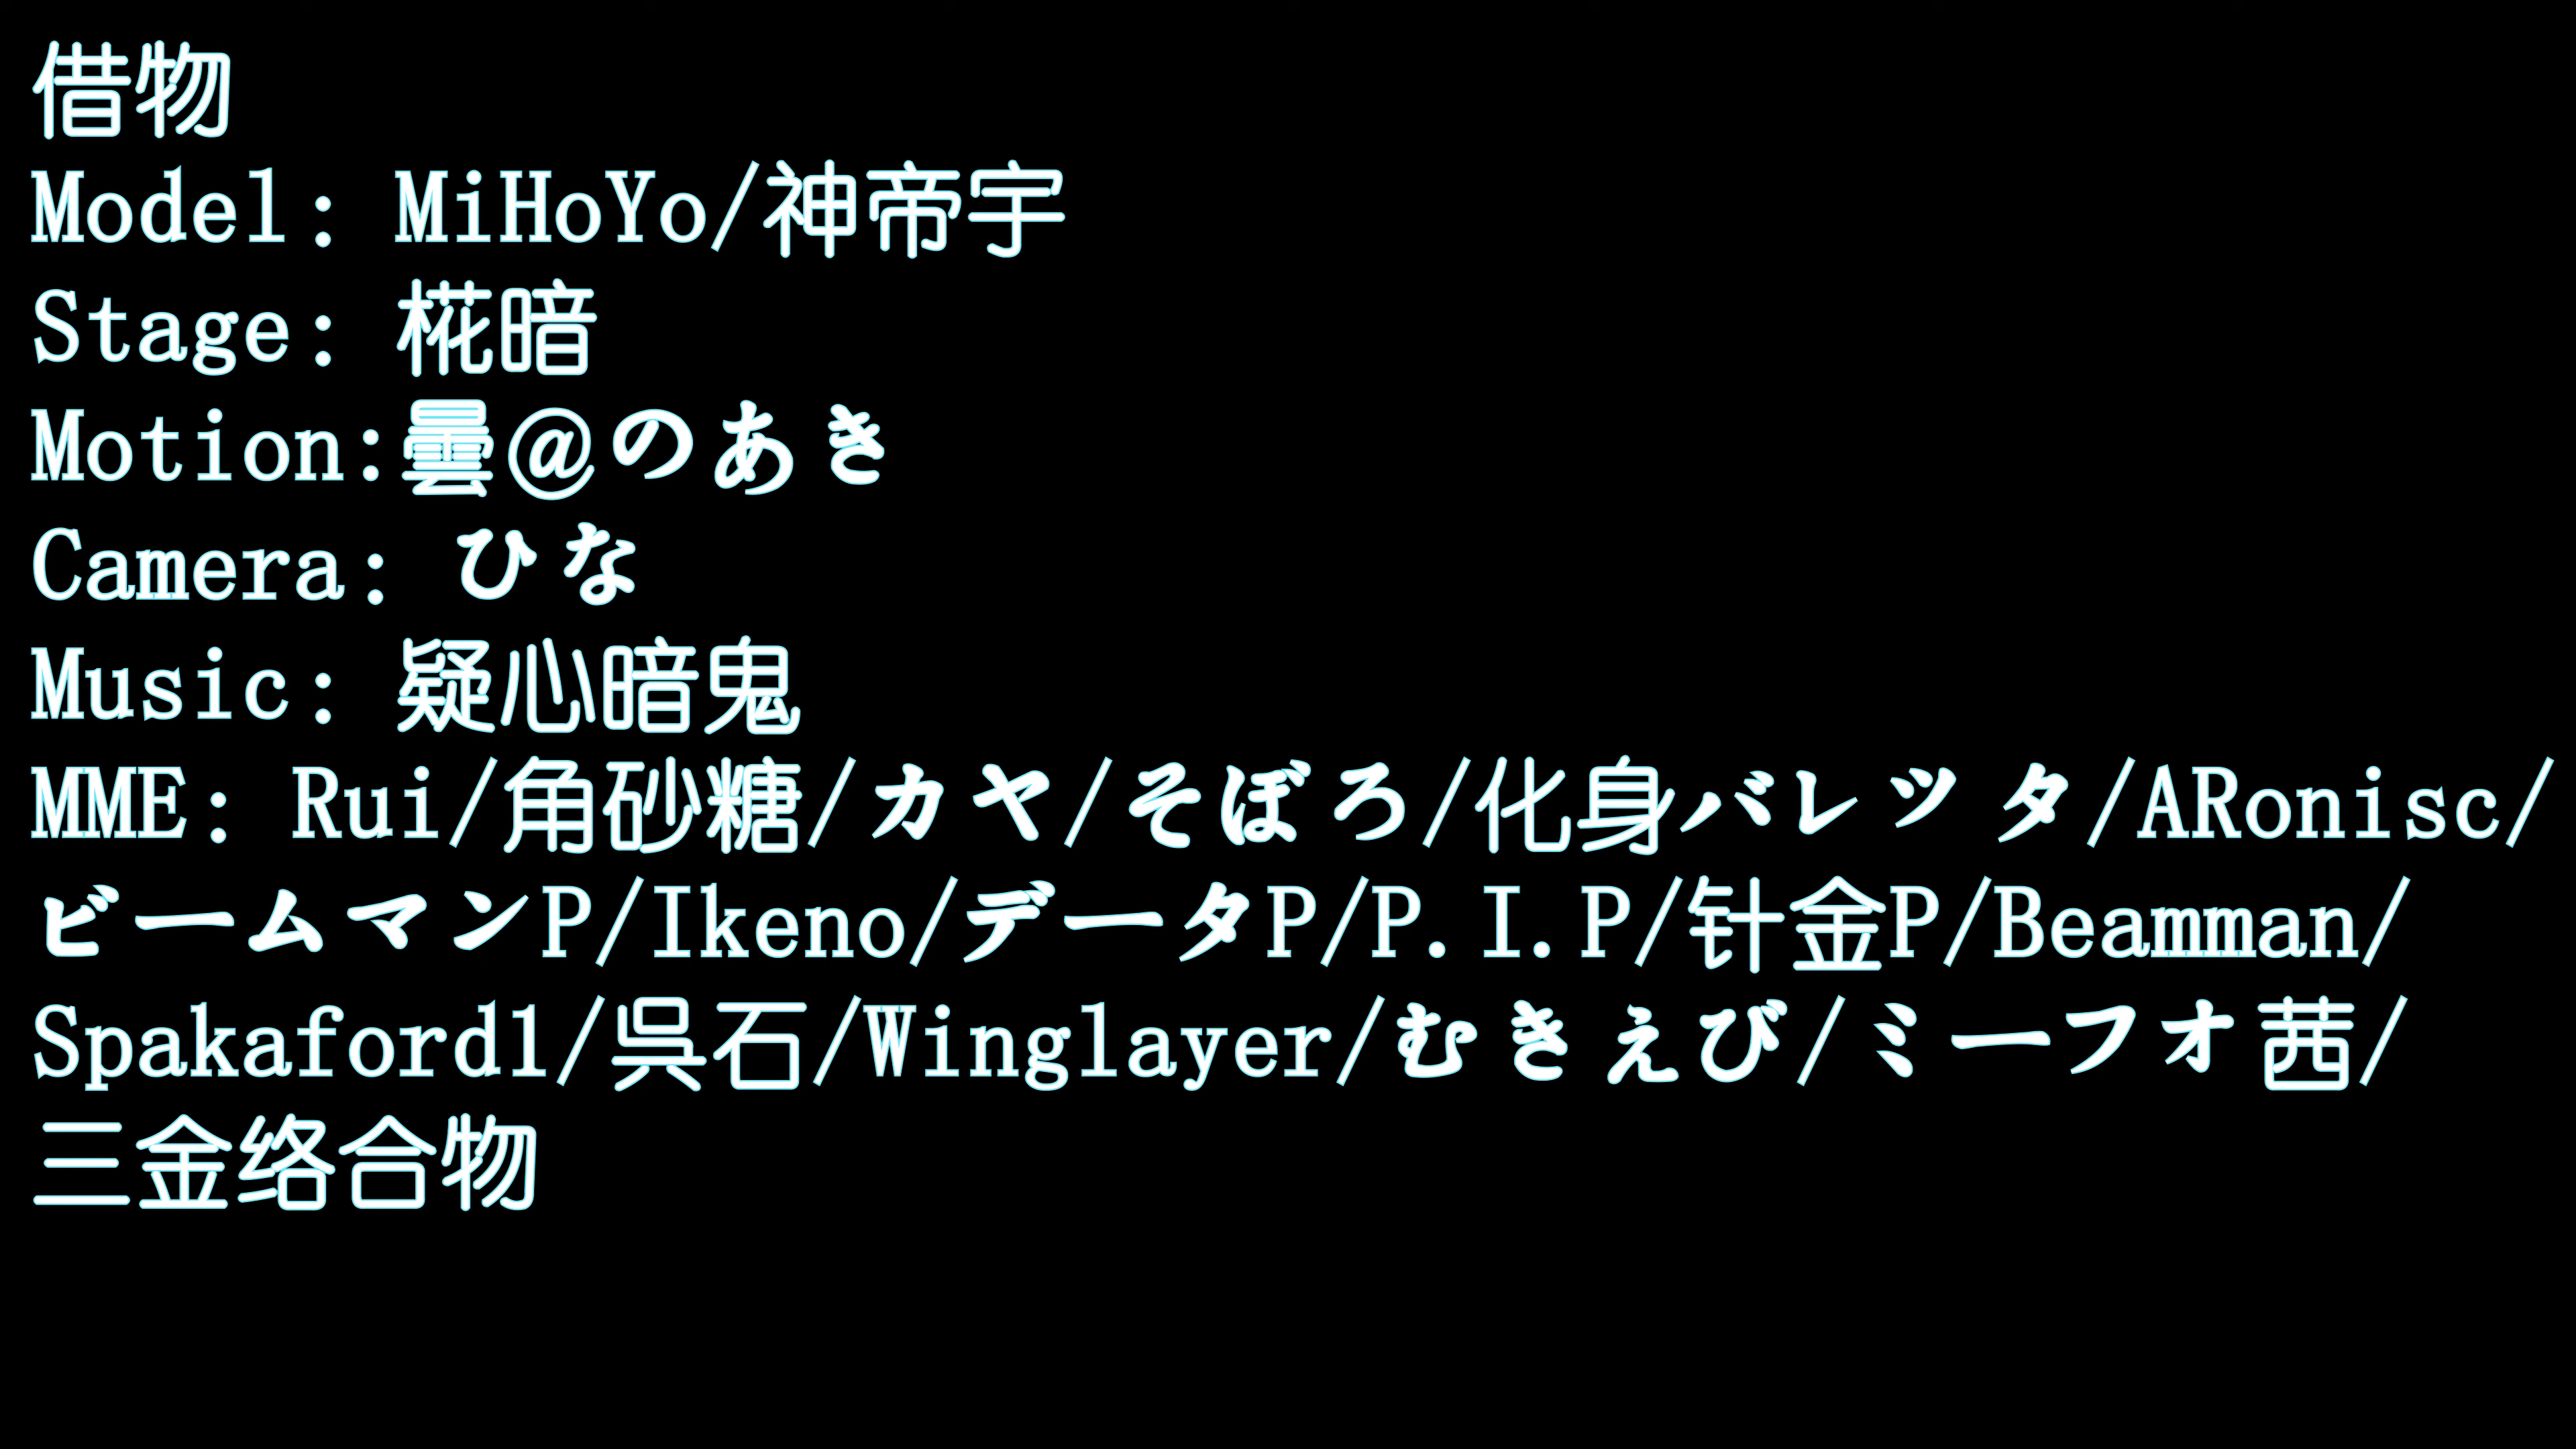 借物
Model: MiHoYo/神帝宇
Stage: 椛暗
Motion:曇@のあき
Camera: ひな
Music: 疑心暗鬼
MME: Rui/角砂糖/カヤ/そぼろ/化身バレッタ/ARonisc/
ビームマンP/Ikeno/データP/P.I.P/针金P/Beamman/
Spakaford1/呉石/Winglayer/むきえび/ミーフォ茜/
三金络合物